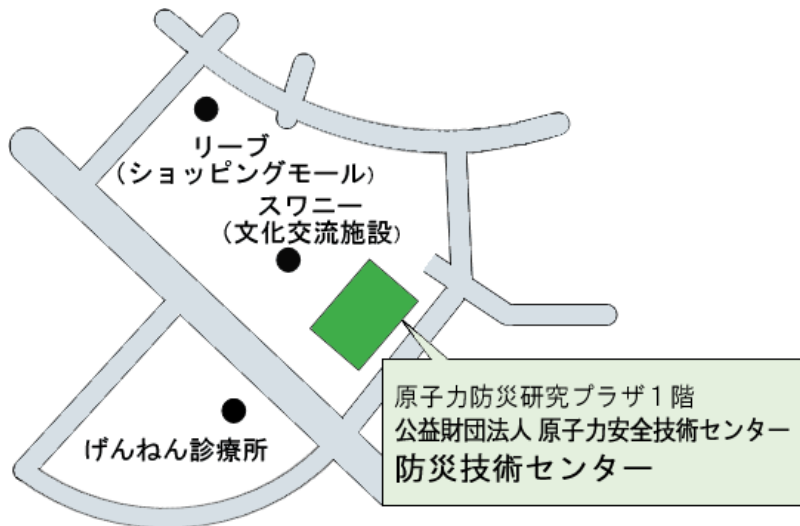 リーブ
（ショッピングモール）
スワニー
（文化交流施設）
げんねん診療所
原子力防災研究プラザ１階
公益財団法人 原子力安全技術センター
防災技術センター